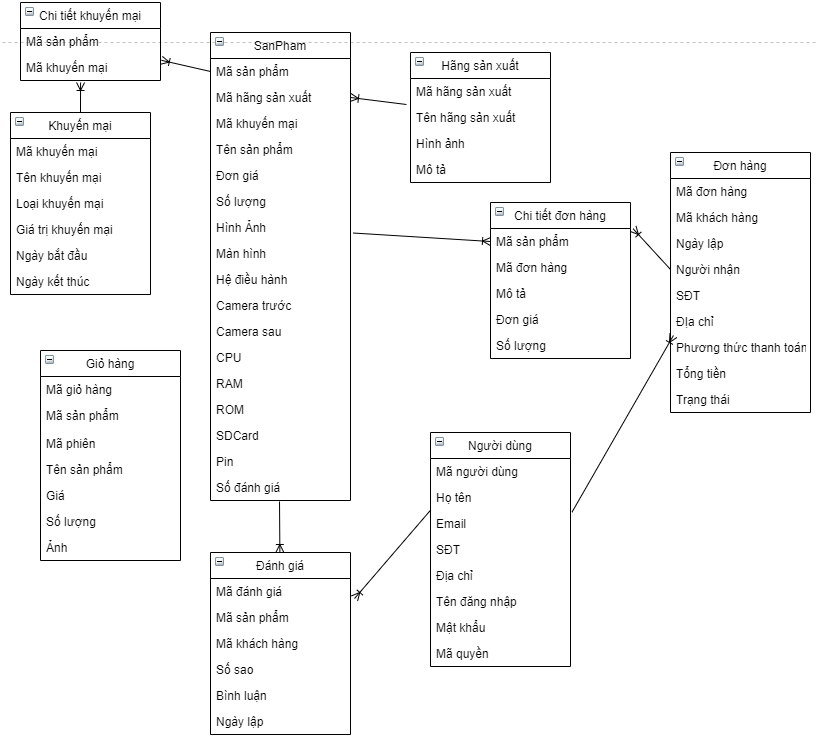 Chi tiết khuyến mại
Mã sản phẩm
Mã khuyến mại
Khuyến mại
Mã khuyến mại
Tên khuyến mại
Loại khuyến mại
Giá trị khuyến mại
Ngày bắt đầu
Ngày kết thúc
SanPham
Mã sản phẩm
Mã hãng sản xuất
Mã khuyến mại
Tên sản phẩm
Đơn giá
Số lượng
Hình Ảnh
Màn hình
Hệ điều hành
Camera trước
Camera sau
CPU
RAM
ROM
SDCard
Pin
Số đánh giá
Hãng sản xuất
Mã hãng sản xuất
Tên hãng sản xuất
Hình ảnh
Mô tả
Chi tiết đơn hàng
Mã sản phẩm
Mã đơn hàng
Mô tả
Đơn giá
Số lượng
Đơn hàng
Mã đơn hàng
Mã khách hàng
Ngày lập
Người nhận
SĐT
Địa chỉ
Phương thức thanh toán
Tổng tiền
Trạng thái
Giỏ hàng
Mã giỏ hàng
Mã sản phẩm
Mã phiên
Tên sản phẩm
Giá
Số lượng
Ảnh
Người dùng
Mã người dùng
Họ tên
Email
SĐT
Địa chỉ
Tên đăng nhập
Mật khẩu
Mã quyền
Đánh giá
Mã đánh giá
Mã sản phẩm
Mã khách hàng
Số sao
Bình luận
Ngày lập